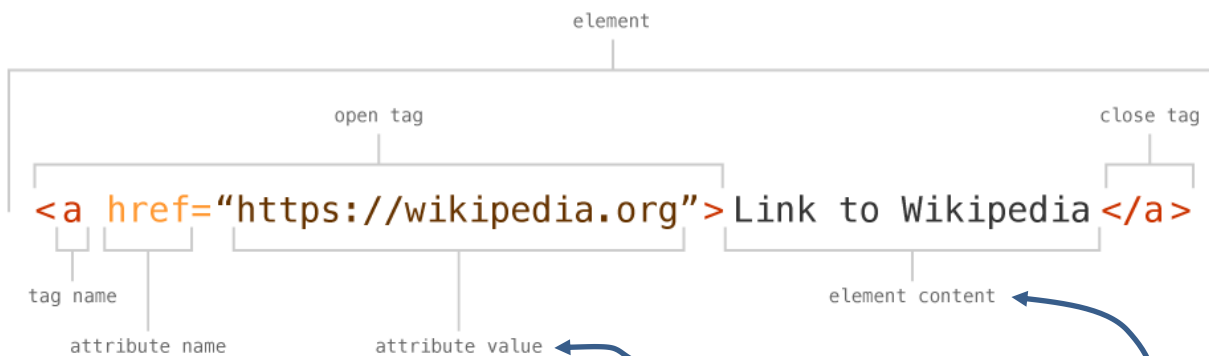 element
open tag
close tag
<a href=“https://wikipedia.org”>Link to Wikipedia</a>
tag name
element content
attribute name
attribute value